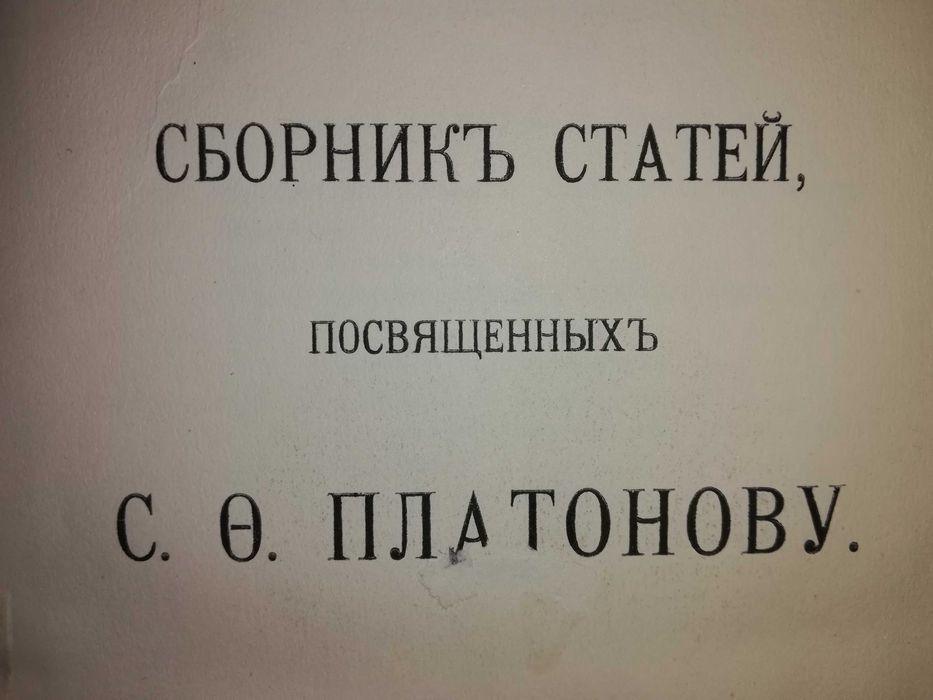 СБОРНИКЪ СТАТЕЙ,
ПОСВЯЩЕННЫХЪ
С. Ѳ. ПЛАТОНОВУ.